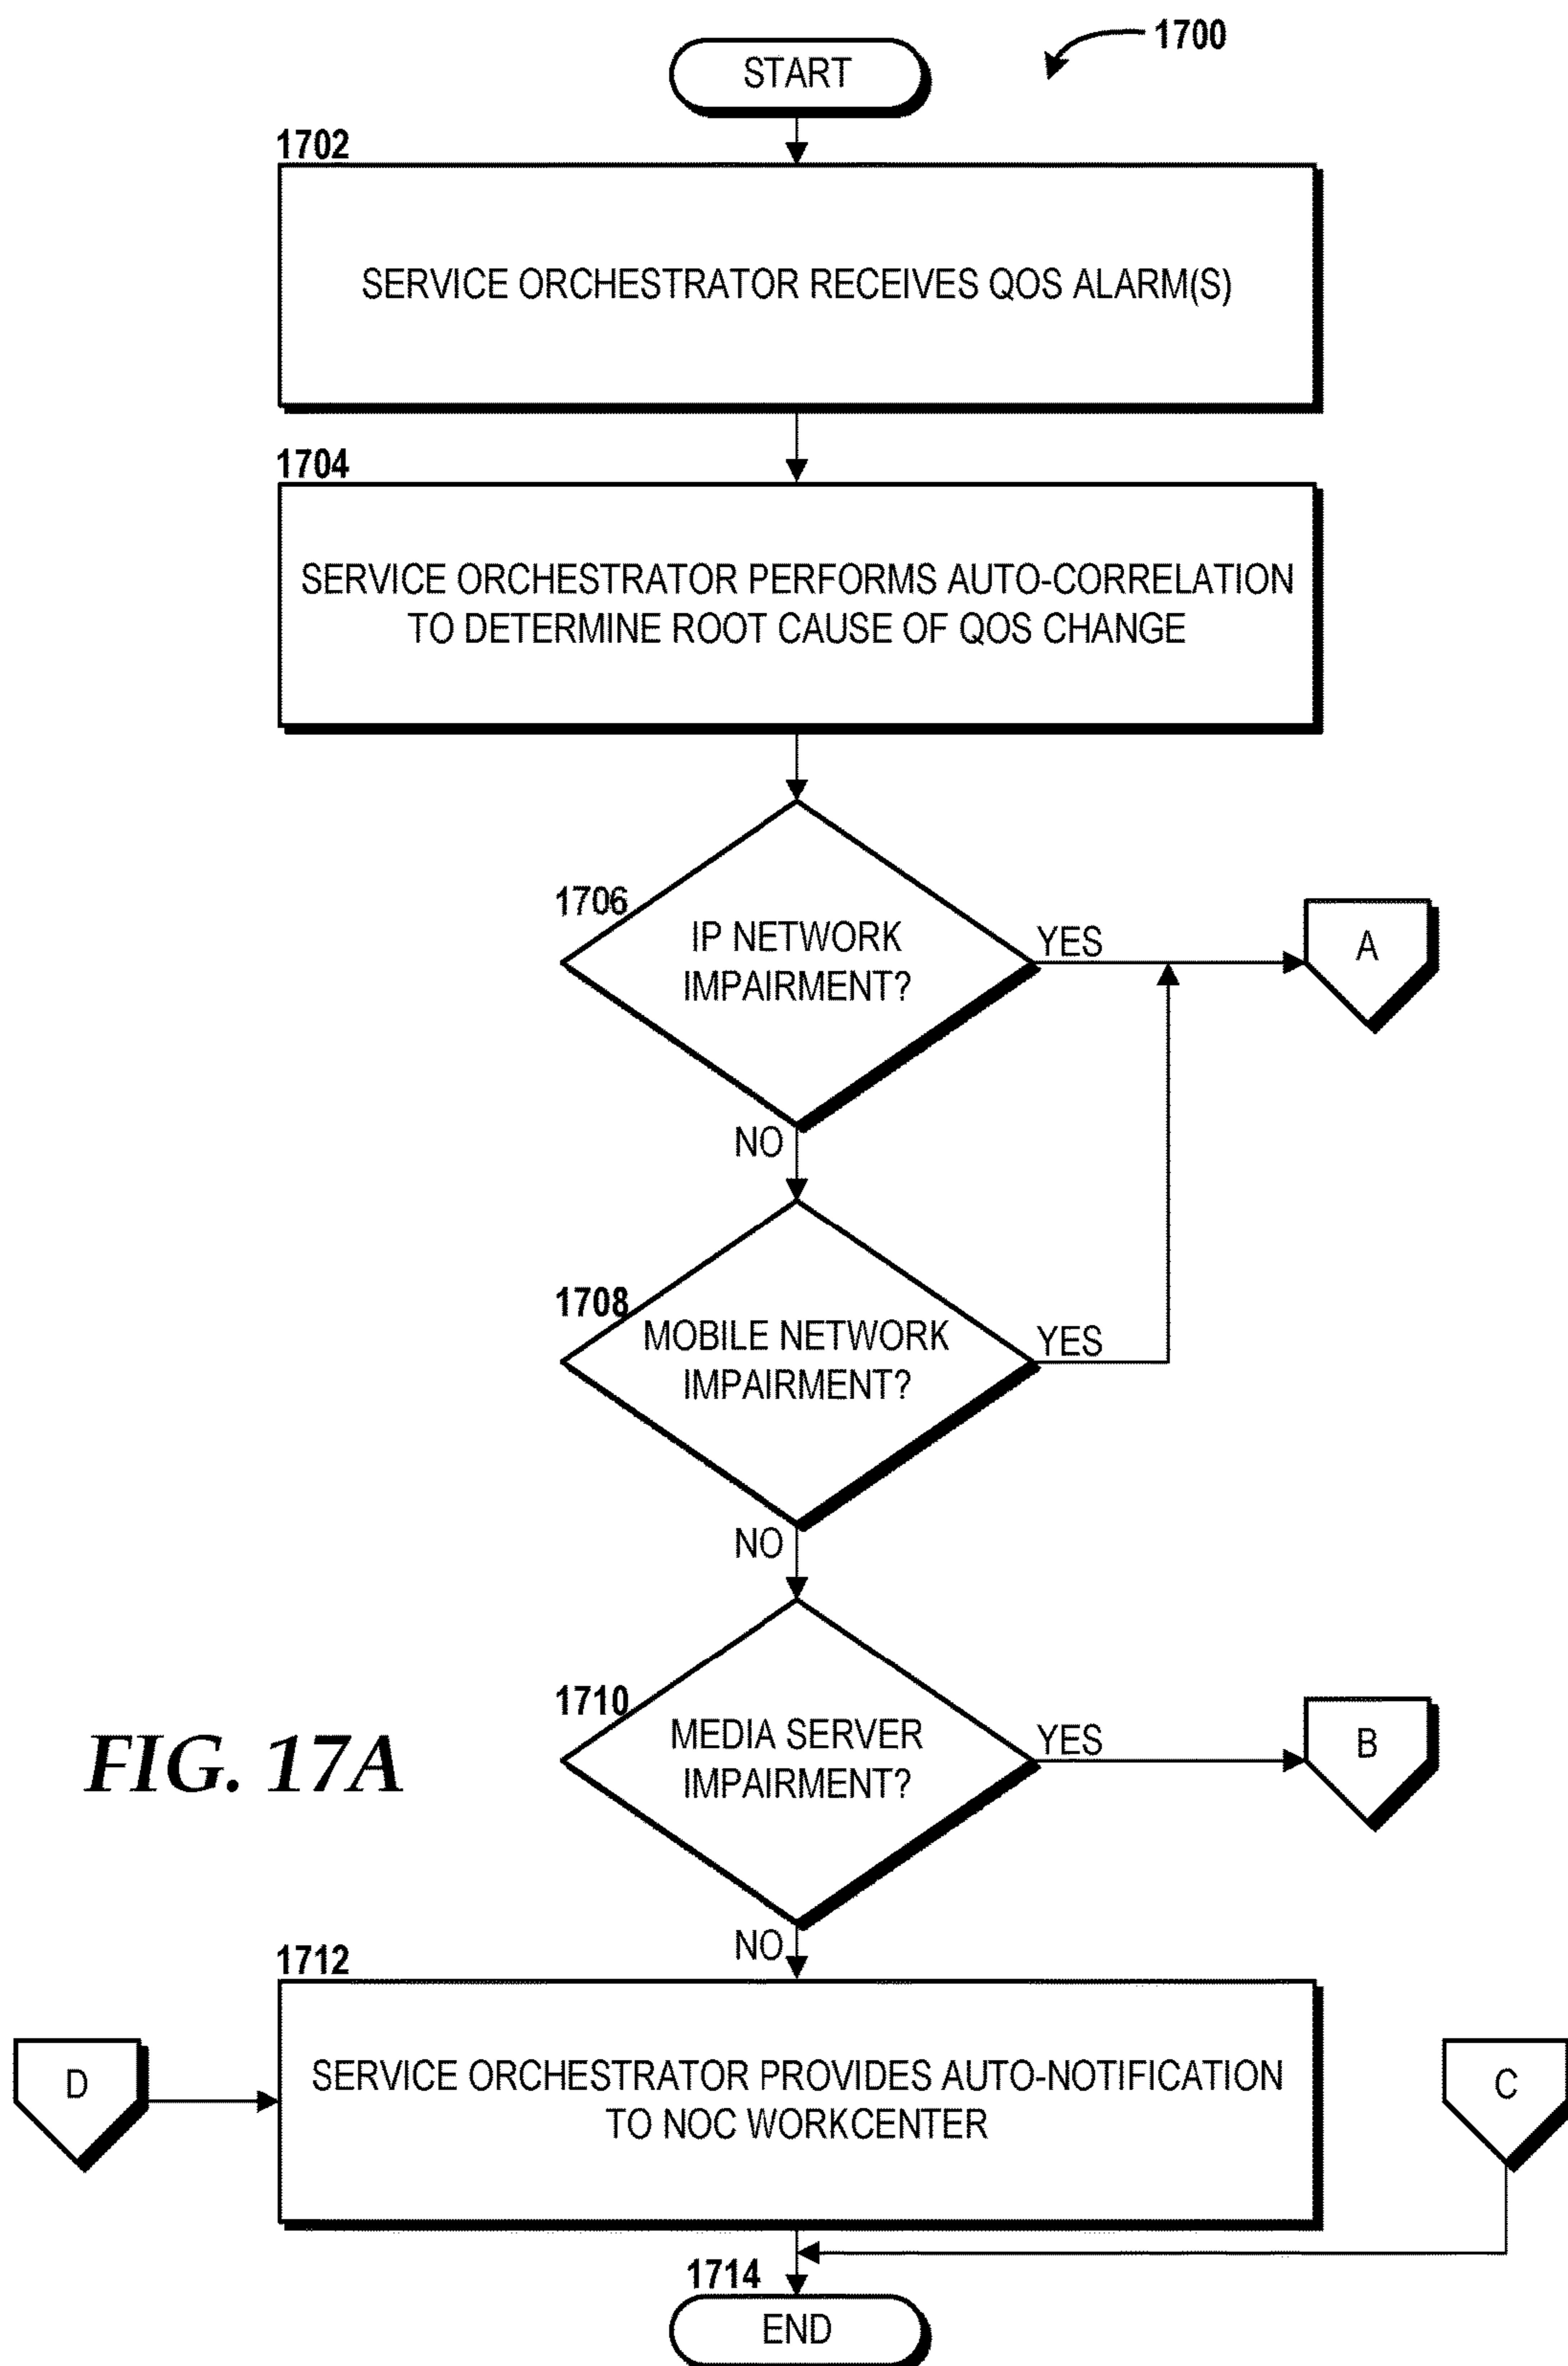 1700
START
1702
SERVICE ORCHESTRATOR RECEIVES QOS ALARM(S)
1704
SERVICE ORCHESTRATOR PERFORMS AUTO-CORRELATION
TO DETERMINE ROOT CAUSE OF QOS CHANGE
1706
IP NETWORK
IMPAIRMENT?
YES
A
NO
1708
MOBILE NETWORK
IMPAIRMENT?
YES
NO
1710
MEDIA SERVER
IMPAIRMENT?
YES
B
FIG. 17A
NO
1712
SERVICE ORCHESTRATOR PROVIDES AUTO-NOTIFICATION
TO NOC WORKCENTER
D
C
1714
END